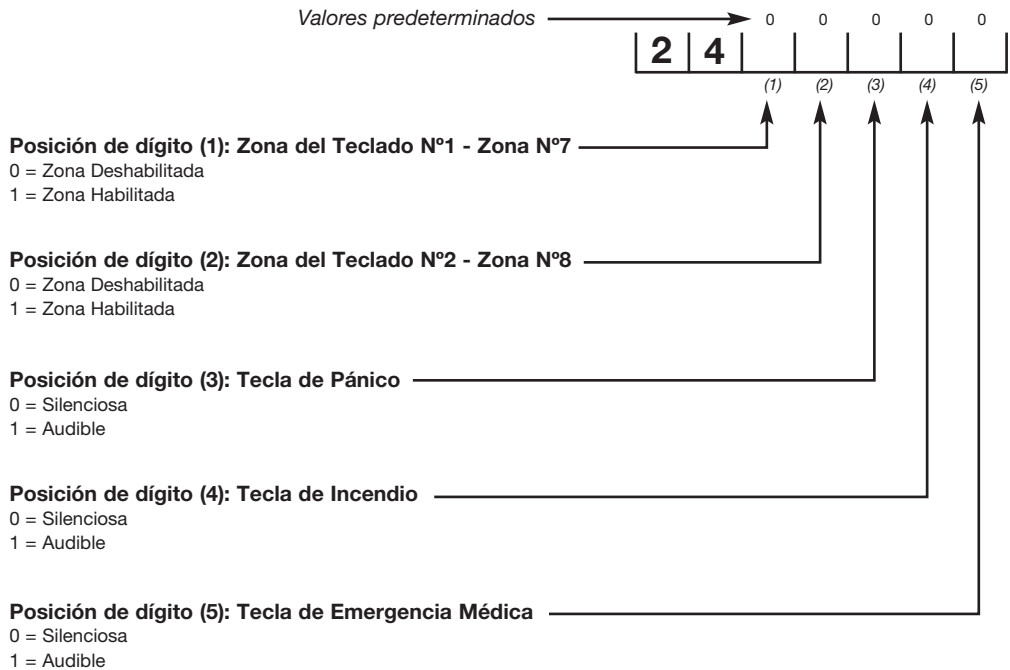 Valores predeterminados 0 0 0 0 0
2 4
(1) (2) (3) (4) (5)
Posición de dígito (1): Zona del Teclado Nº1 - Zona Nº7
0 = Zona Deshabilitada
1 = Zona Habilitada
Posición de dígito (2): Zona del Teclado Nº2 - Zona Nº8
0 = Zona Deshabilitada
1 = Zona Habilitada
Posición de dígito (3): Tecla de Pánico
0 = Silenciosa
1 = Audible
Posición de dígito (4): Tecla de Incendio
0 = Silenciosa
1 = Audible
Posición de dígito (5): Tecla de Emergencia Médica
0 = Silenciosa
1 = Audible